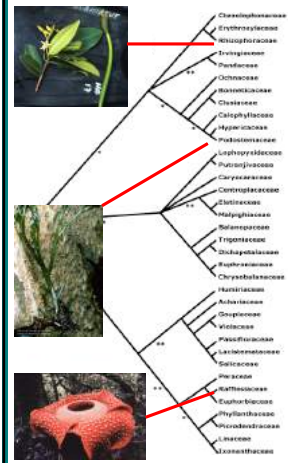 Ctenolophonaceae
Erythroxylaceae
Rhizophoraceae
Irvingiaceae
Pandaceae
Ochnaceae
Bonnetiaceae
Clusiaceae
Calophyllaceae
Hypericaceae
Podostemaceae
Lophopyxidaceae
Putranjivaceae
Caryocaraceae
Centroplacaceae
Elatinaceae
Malpighiaceae
Balanopaceae
Trigoniaceae
Dichapetalaceae
Euphroniaceae
Chrysobalanaceae
Humiriaceae
Achariaceae
Goupiaceae
Violaceae
Passifloraceae
Lacistemataceae
Salicaceae
Peraceae
Rafflesiaceae
Euphorbiaceae
Phyllanthaceae
Picrodendraceae
Linaceae
Ixonanthaceae